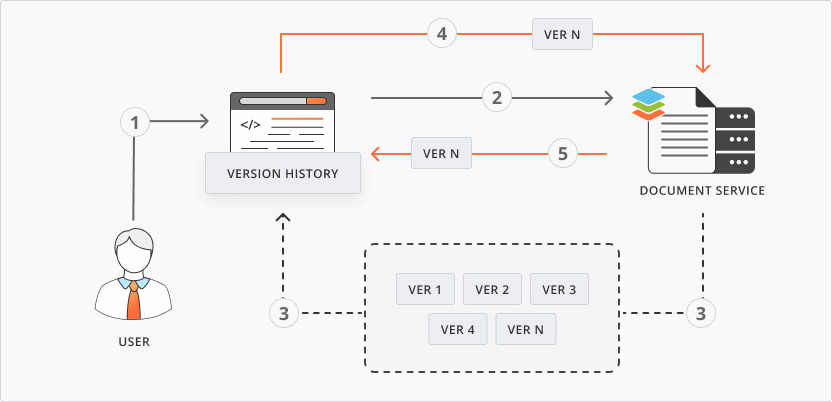 4
VER N
1
2
</>
VER N
5
VERSION HISTORY
DOCUMENT SERVICE
VER 1
VER 2
VER 3
3
3
VER 4
VER N
USER